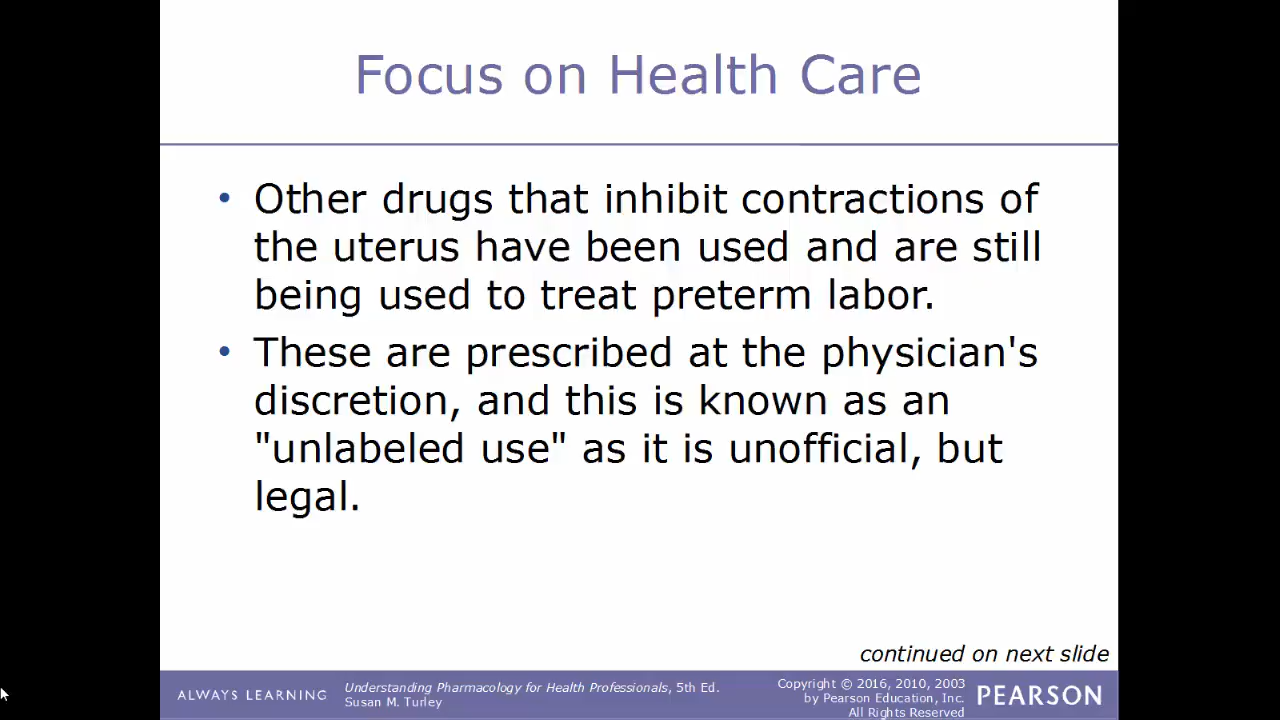 Focus on Health Care
• Other drugs that inhibit contractions of
the uterus have been used and are still
being used to treat preterm labor.
• These are prescribed at the physician's
discretion, and this is known as an
"unlabeled use" as it is unofficial, but
legal.
continued on next slide
ALWAYS LEARNING
Understanding Pharmacology for Health Professionals, 5th Ed.
Susan M. Turley
Copyright © 2016, 2010, 2003
by Pearson Education, Inc.
All Rights Reserved
PEARSON